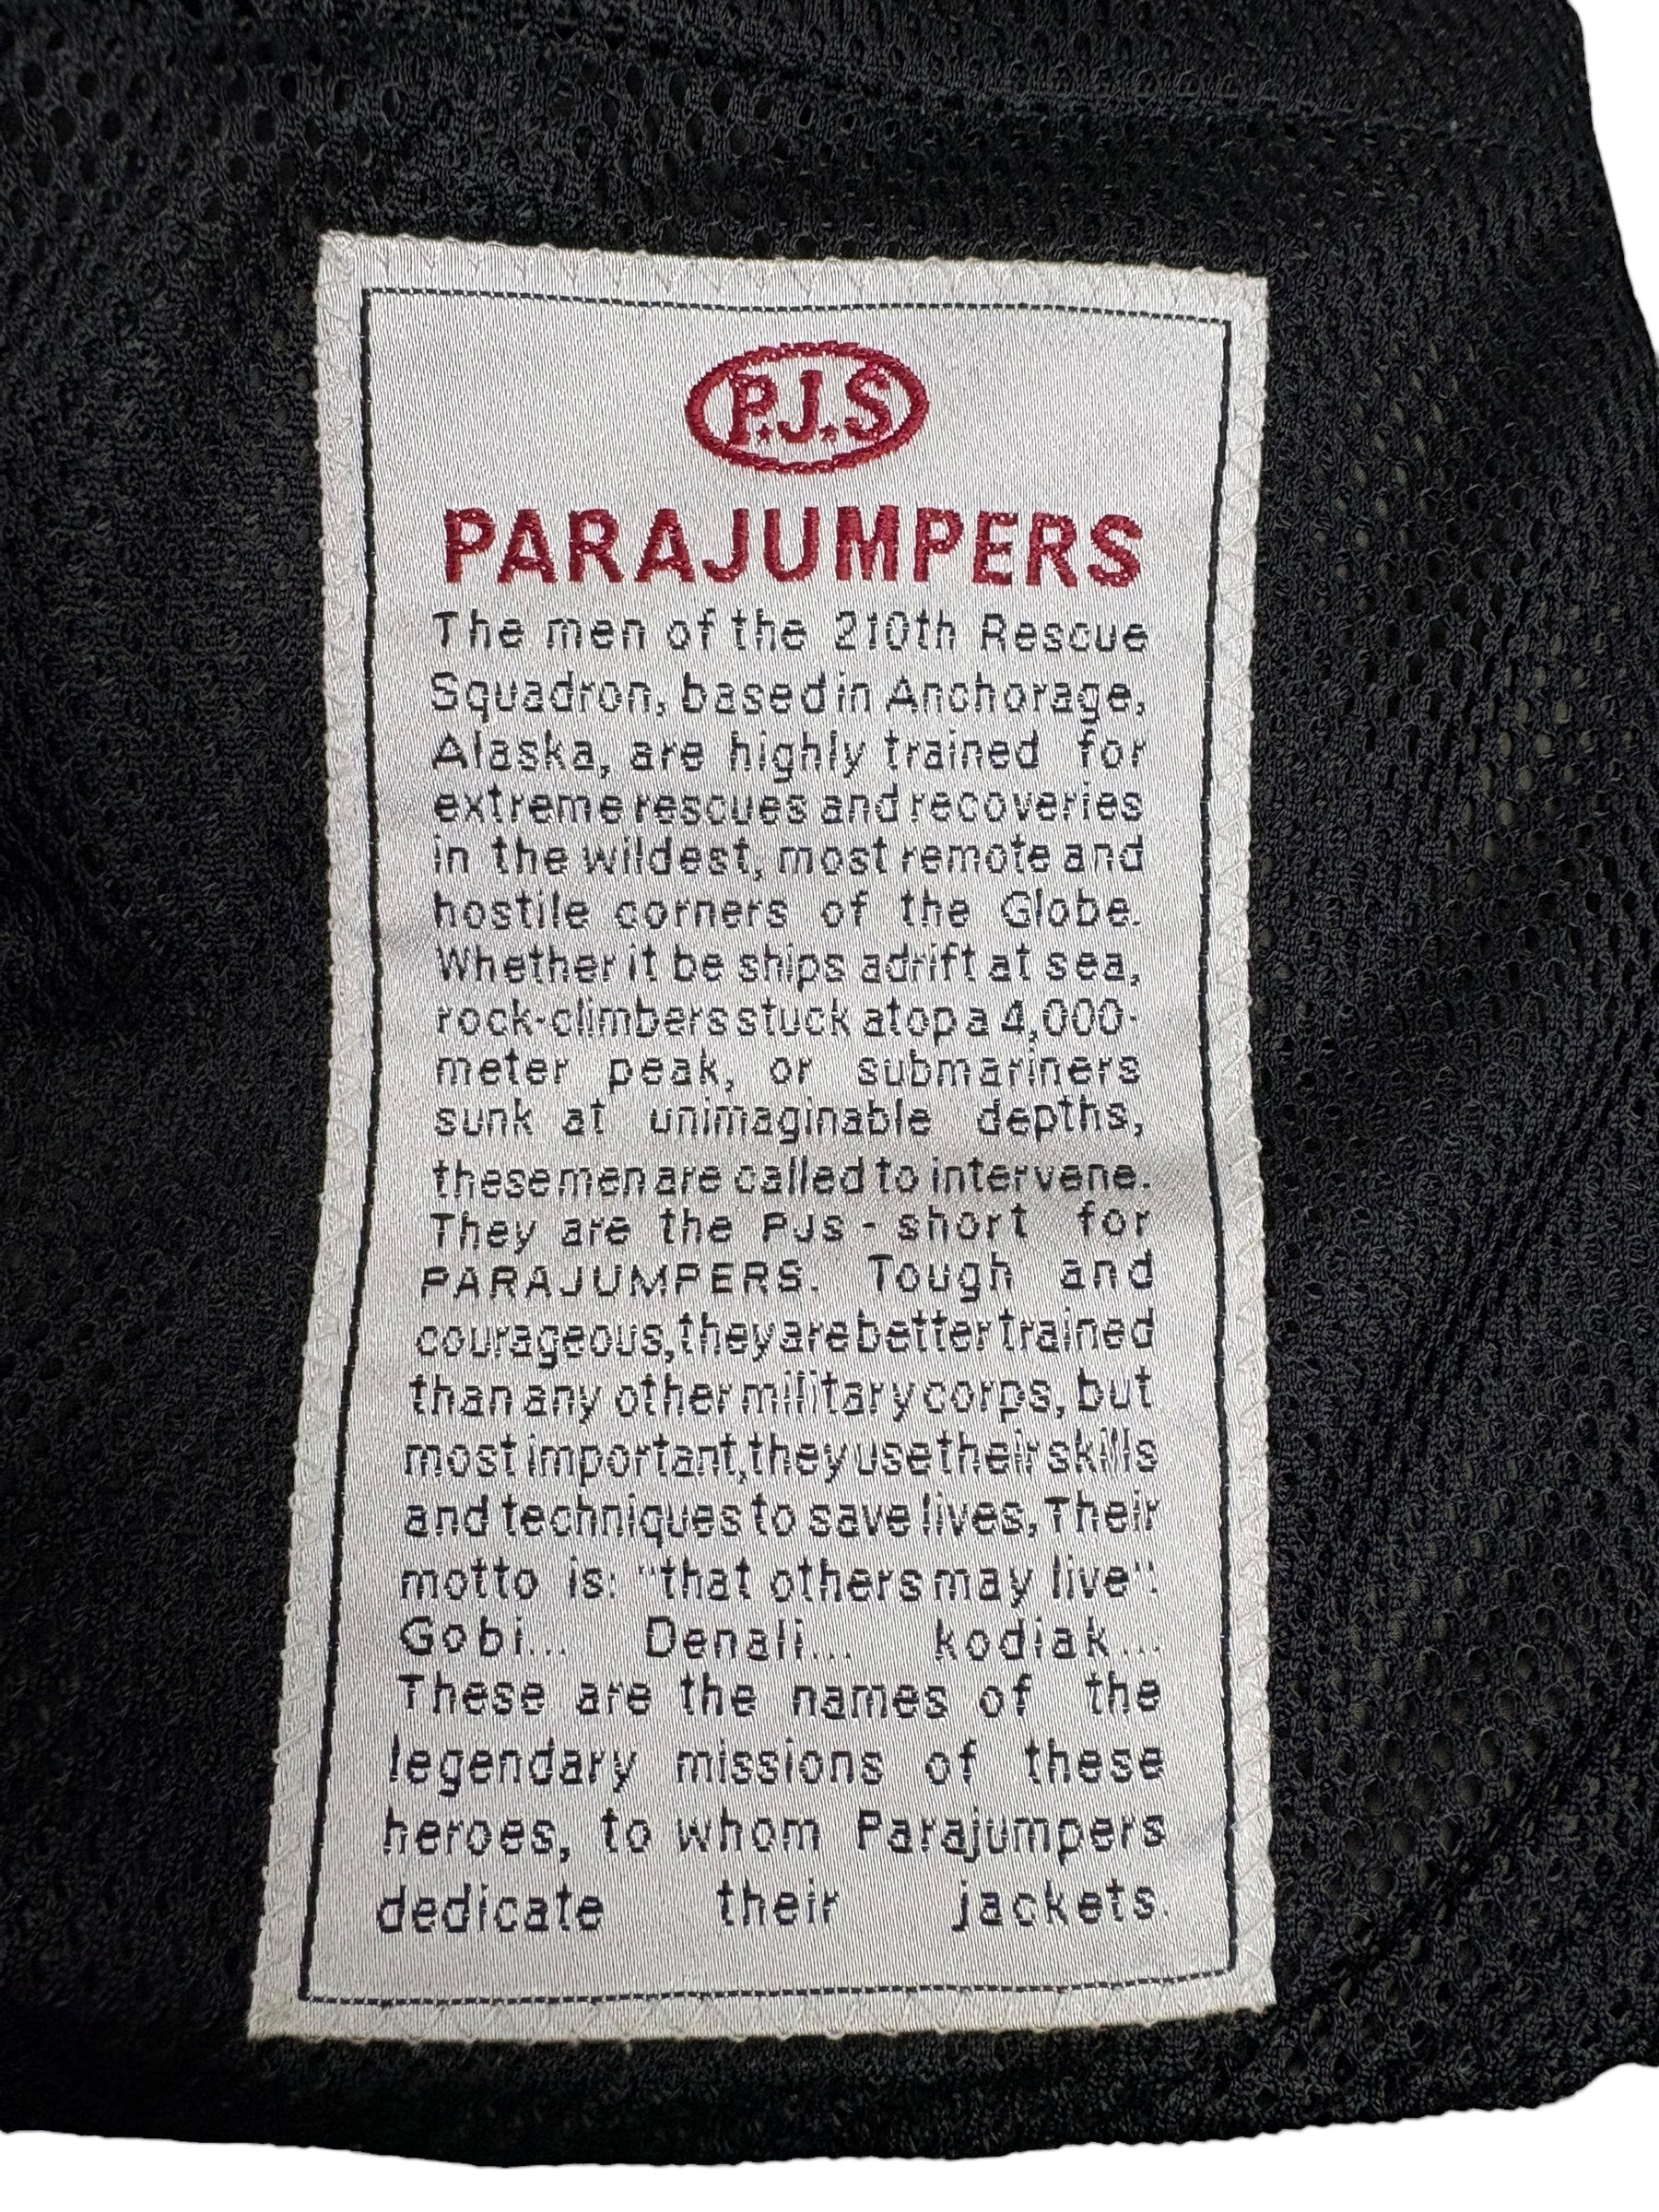 P.J.S
PARAJUMPERS
The men of the 210th Rescue
Squadron, based in Anchorage,
Alaska, are highly trained for
extreme rescues and recoveries
in the wildest, most remote and
hostile corners of the Globe.
Whether it be ships adrift at sea,
rock-climbers stuck atop a 4,000-
meter peak, or submariners
sunk at unimaginable depths,
these men are called to intervene.
They are the PJs - short for
PARAJUMPERS. Tough and
courageous, they are better trained
than any other military corps, but
most important, they use their skills
and techniques to save lives. Their
motto is: "that others may live".
Gobi... Denali... kodiak...
These are the names of the
legendary missions of these
heroes, to whom Parajumpers
dedicate their jackets.